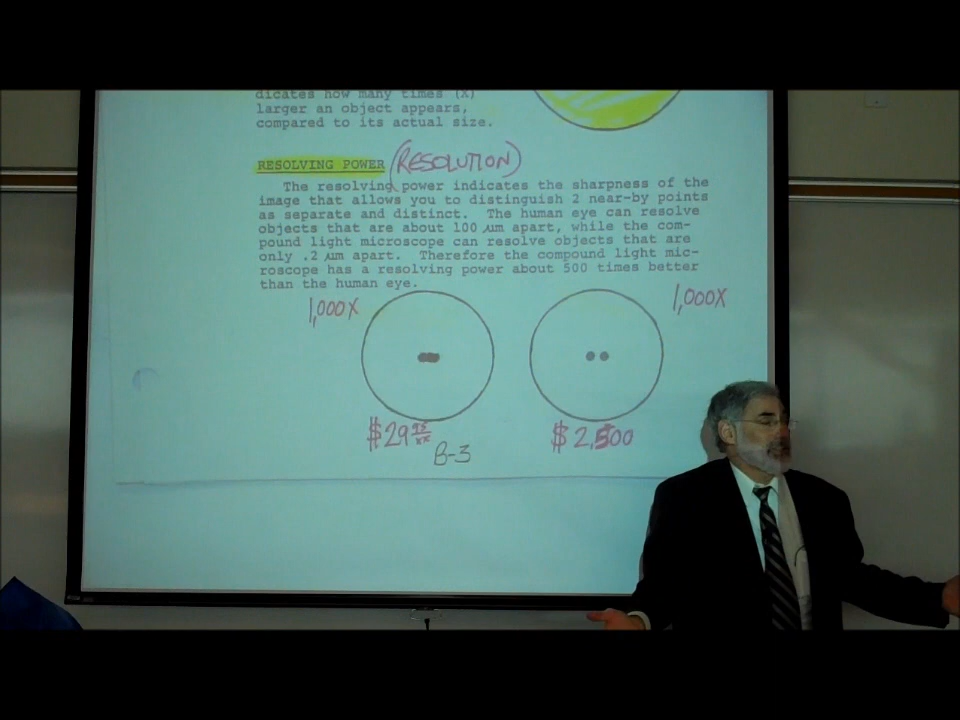 dicates how many times (X)
larger an object appears,
compared to its actual size.
RESOLVING POWER (RESOLUTION)
The resolving power indicates the sharpness of the
image that allows you to distinguish 2 near-by points
as separate and distinct. The human eye can resolve
objects that are about 100 µm apart, while the com-
pound light microscope can resolve objects that are
only .2 µm apart. Therefore the compound light mic-
roscope has a resolving power about 500 times better
than the human eye.
1,000X 1,000X
$29 95/xx $2,500
B-3